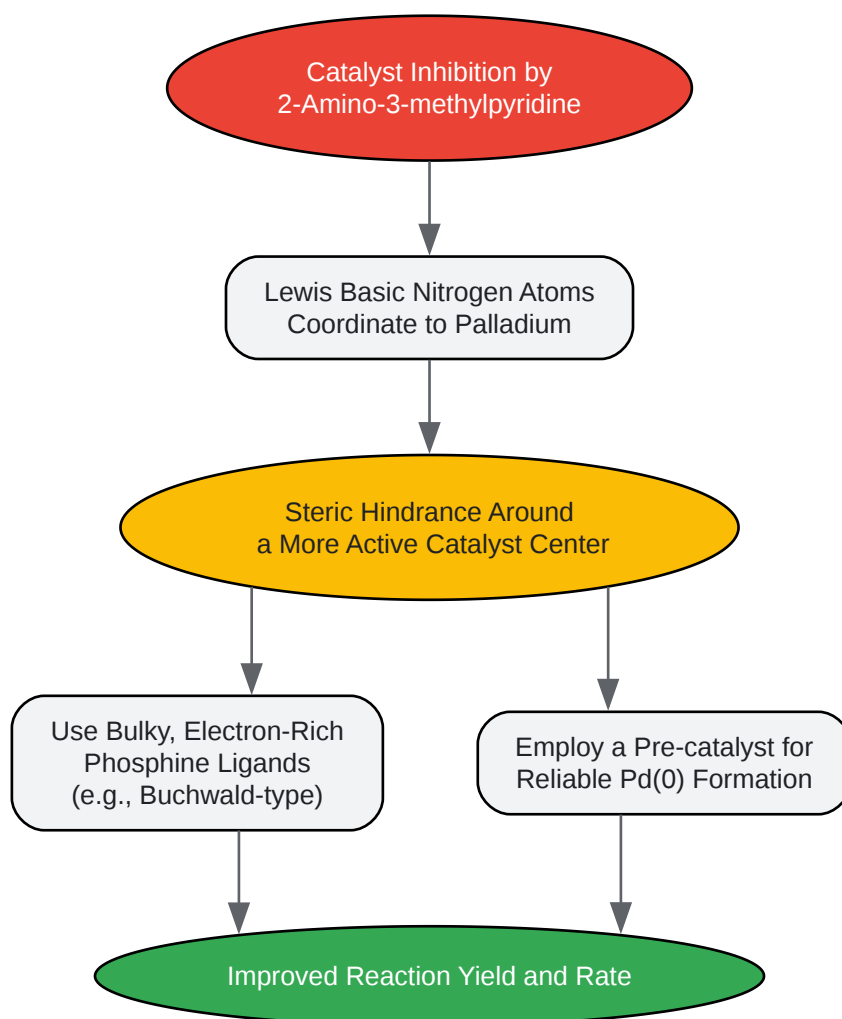 Catalyst Inhibition by
2-Amino-3-methylpyridine
Lewis Basic Nitrogen Atoms
Coordinate to Palladium
Steric Hindrance Around
a More Active Catalyst Center
Use Bulky, Electron-Rich
Phosphine Ligands
(e.g., Buchwald-type)
Employ a Pre-catalyst for
Reliable Pd(0) Formation
Improved Reaction Yield and Rate